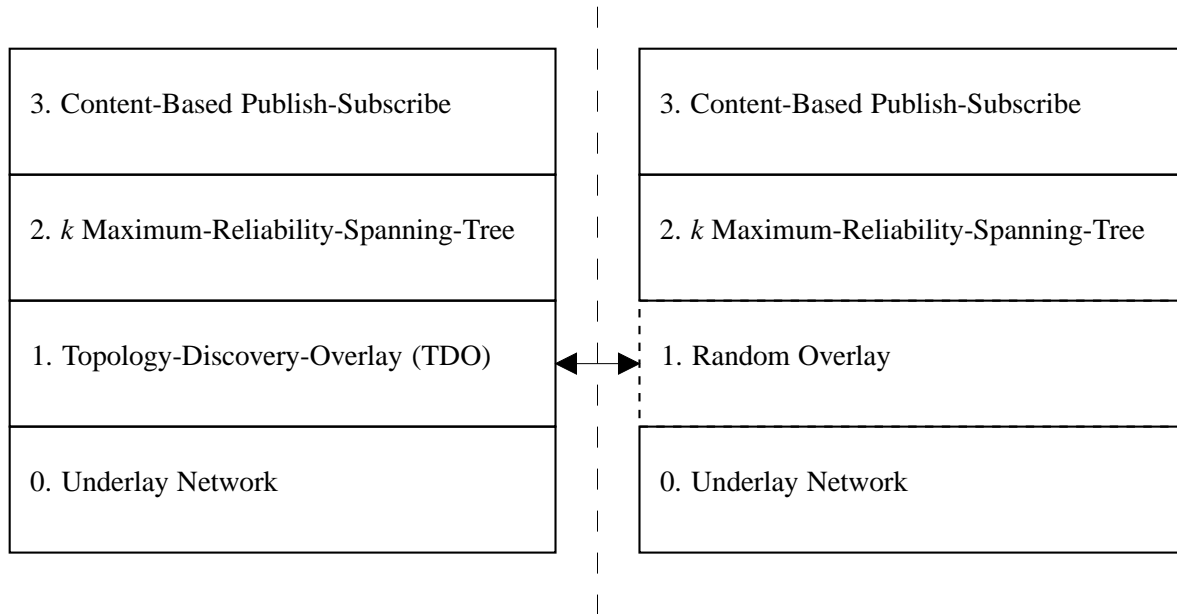 3. Content-Based Publish-Subscribe
2. k Maximum-Reliability-Spanning-Tree
1. Topology-Discovery-Overlay (TDO)
0. Underlay Network
3. Content-Based Publish-Subscribe
2. k Maximum-Reliability-Spanning-Tree
1. Random Overlay
0. Underlay Network